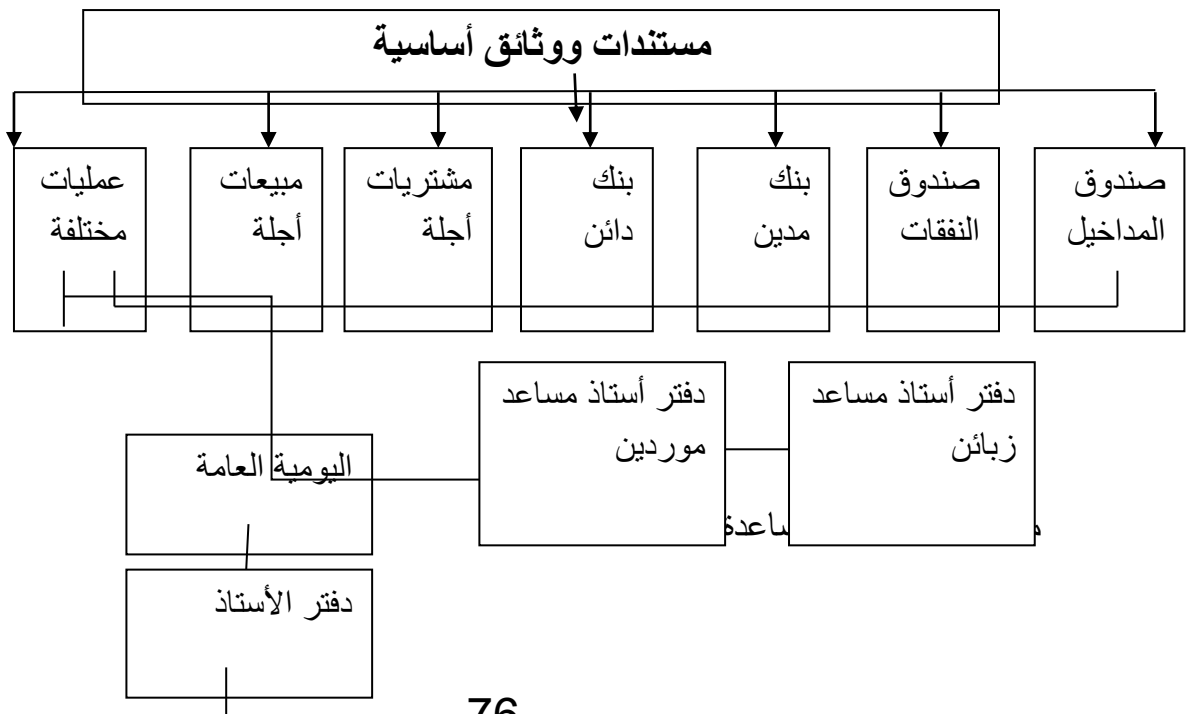 مستندات ووثائق أساسية
صندوق
المداخيل
صندوق
النفقات
بنك
مدين
بنك
دائن
مشتريات
أجلة
مبيعات
أجلة
عمليات
مختلفة
دفتر أستاذ مساعد
زبائن
دفتر أستاذ مساعد
موردين
اليومية العامة
دفتر الأستاذ
76